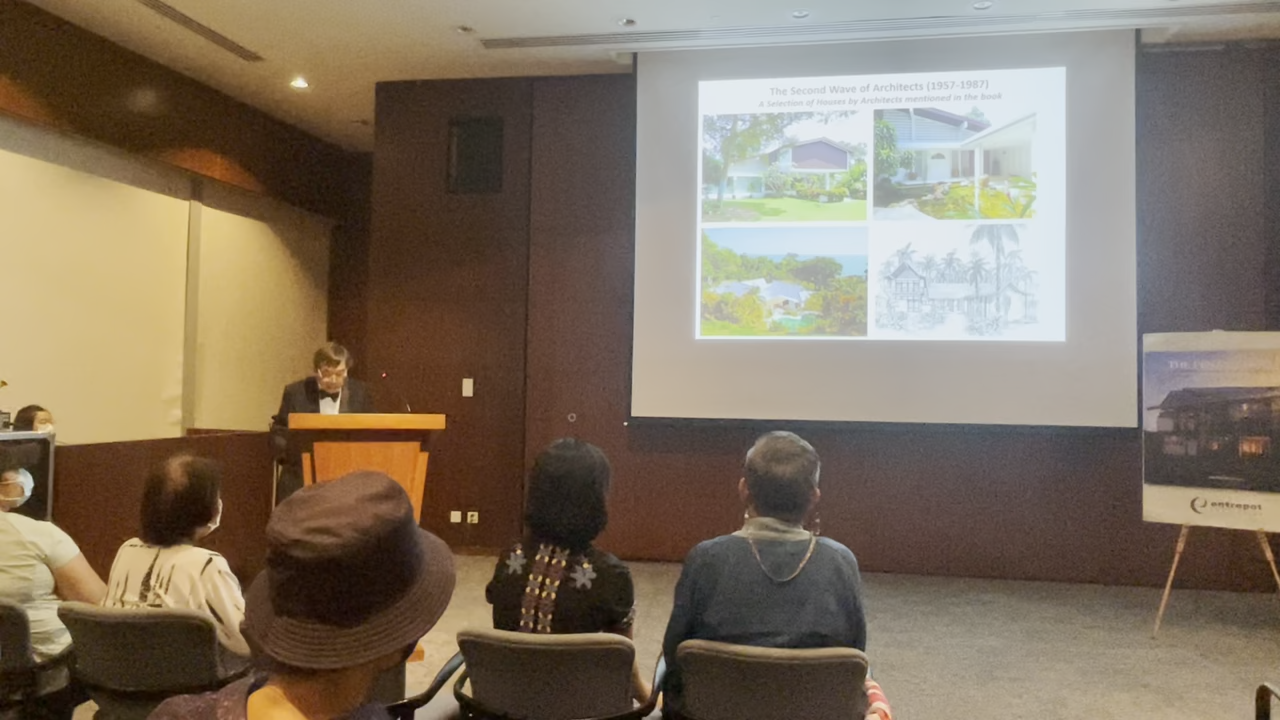 The Second Wave of Architects (1957-1987)
A Selection of Houses by Architects mentioned in the book
entrepot